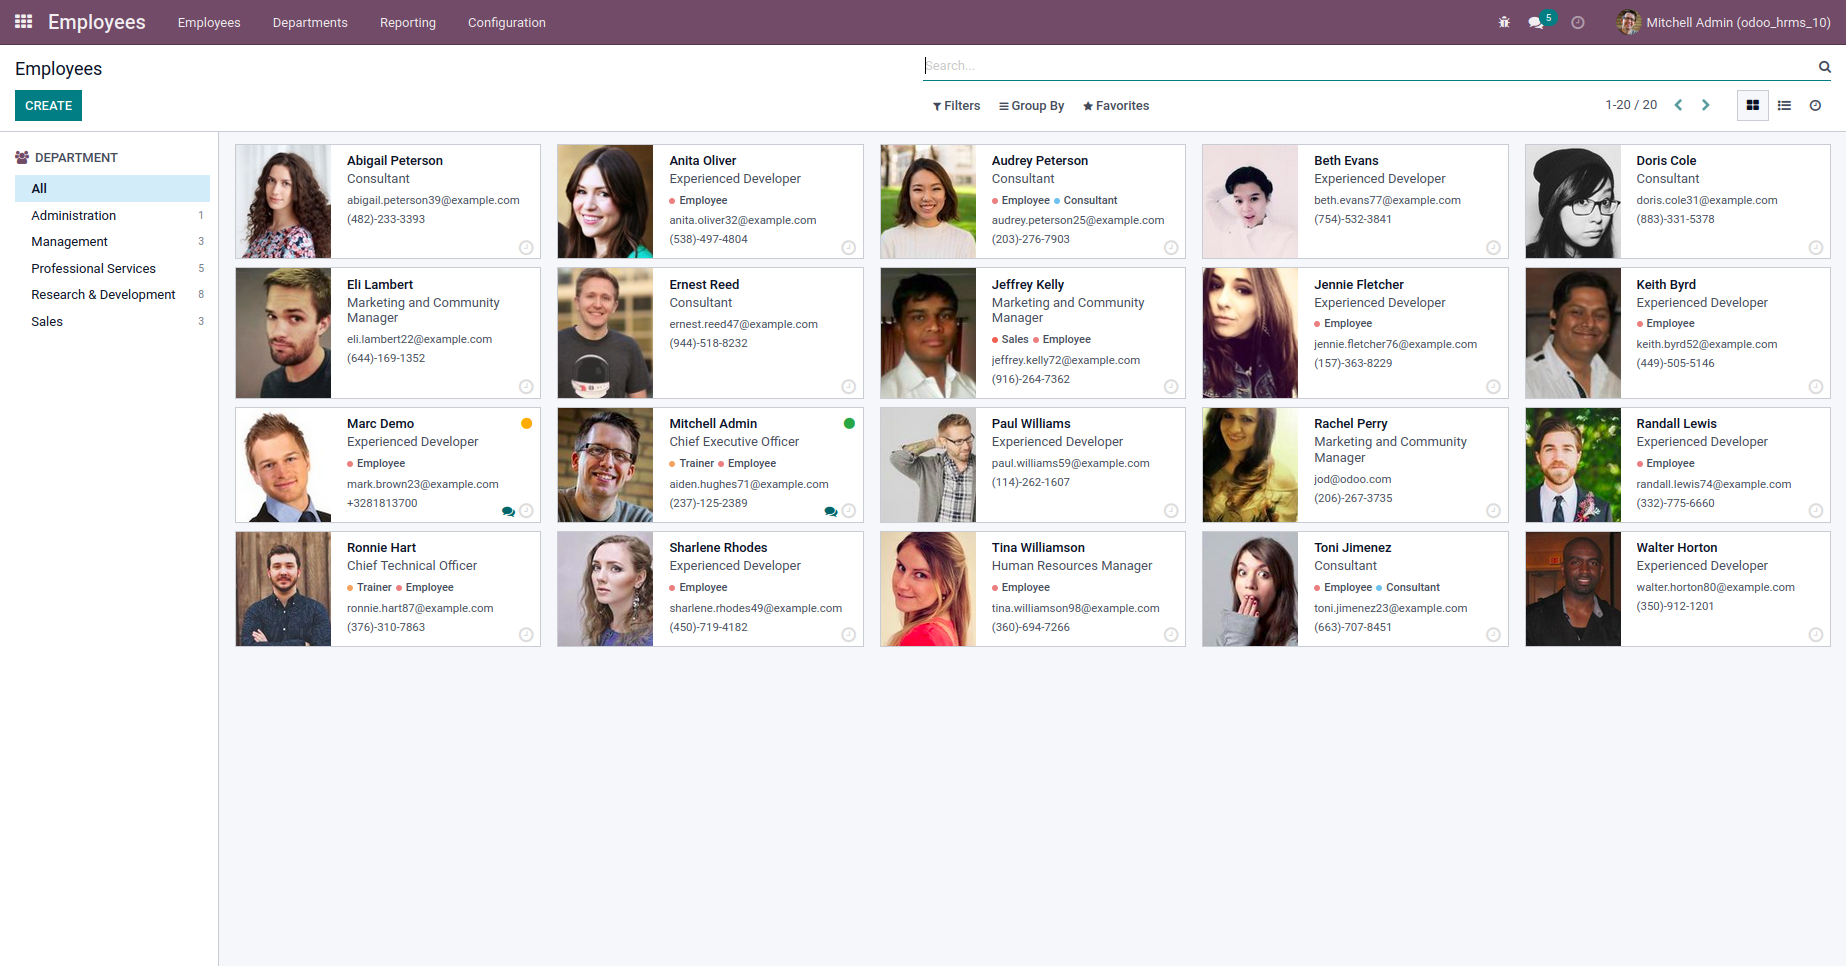 Employees Employees Departments Reporting Configuration 5 Mitchell Admin (odoo_hrms_10)
Employees
Search...
CREATE
Filters Group By Favorites 1-20 / 20
DEPARTMENT
All
Administration 1
Management 3
Professional Services 5
Research & Development 8
Sales 3
Abigail Peterson
Consultant
abigail.peterson39@example.com
(482)-233-3393
Anita Oliver
Experienced Developer
Employee
anita.oliver32@example.com
(538)-497-4804
Audrey Peterson
Consultant
Employee Consultant
audrey.peterson25@example.com
(203)-276-7903
Beth Evans
Experienced Developer
beth.evans77@example.com
(754)-532-3841
Doris Cole
Consultant
doris.cole31@example.com
(883)-331-5378
Eli Lambert
Marketing and Community
Manager
eli.lambert22@example.com
(644)-169-1352
Ernest Reed
Consultant
ernest.reed47@example.com
(944)-518-8232
Jeffrey Kelly
Marketing and Community
Manager
Sales Employee
jeffrey.kelly72@example.com
(916)-264-7362
Jennie Fletcher
Experienced Developer
Employee
jennie.fletcher76@example.com
(157)-363-8229
Keith Byrd
Experienced Developer
Employee
keith.byrd52@example.com
(449)-505-5146
Marc Demo
Experienced Developer
Employee
mark.brown23@example.com
+3281813700
Mitchell Admin
Chief Executive Officer
Trainer Employee
aiden.hughes71@example.com
(237)-125-2389
Paul Williams
Experienced Developer
paul.williams59@example.com
(114)-262-1607
Rachel Perry
Marketing and Community
Manager
jod@odoo.com
(206)-267-3735
Randall Lewis
Experienced Developer
Employee
randall.lewis74@example.com
(332)-775-6660
Ronnie Hart
Chief Technical Officer
Trainer Employee
ronnie.hart87@example.com
(376)-310-7863
Sharlene Rhodes
Experienced Developer
Employee
sharlene.rhodes49@example.com
(450)-719-4182
Tina Williamson
Human Resources Manager
Employee
tina.williamson98@example.com
(360)-694-7266
Toni Jimenez
Consultant
Employee Consultant
toni.jimenez23@example.com
(663)-707-8451
Walter Horton
Experienced Developer
walter.horton80@example.com
(350)-912-1201